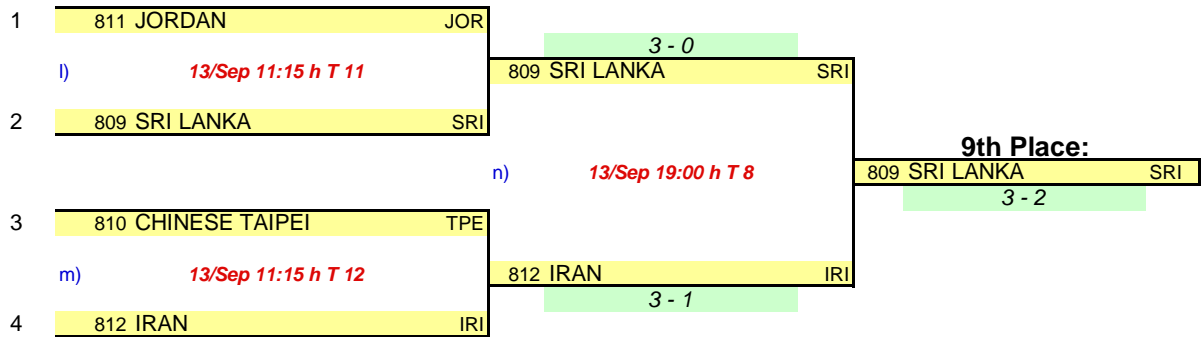 1 811 JORDAN JOR
3 - 0
l) 13/Sep 11:15 h T 11 809 SRI LANKA SRI
2 809 SRI LANKA SRI
9th Place:
n) 13/Sep 19:00 h T 8 809 SRI LANKA SRI
3 - 2
3 810 CHINESE TAIPEI TPE
m) 13/Sep 11:15 h T 12 812 IRAN IRI
3 - 1
4 812 IRAN IRI